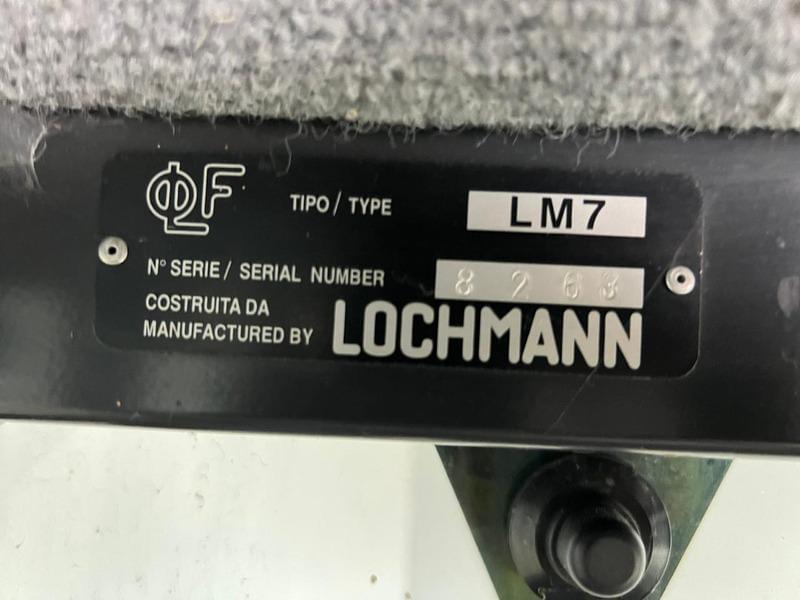 TIPO / TYPE LM7
N° SERIE / SERIAL NUMBER 8263
COSTRUITA DA
MANUFACTURED BY LOCHMANN